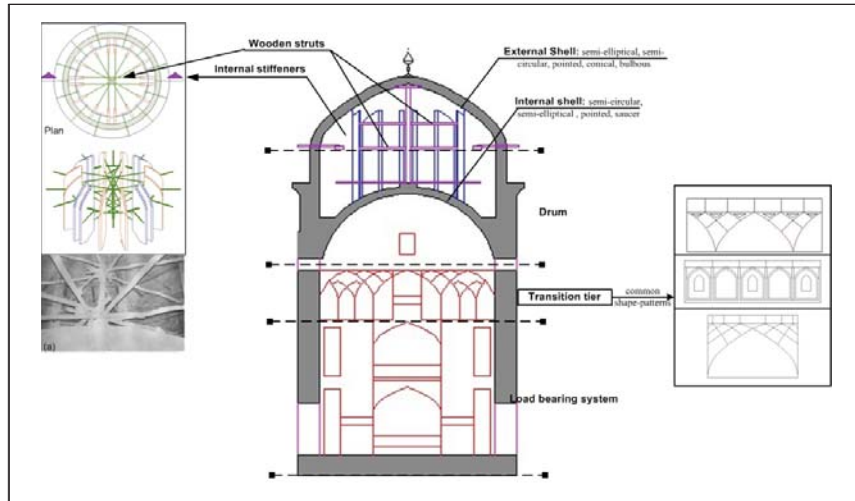 Wooden struts
Internal stiffeners
External Shell: semi-elliptical, semi-
circular, pointed, conical, bulbous
Internal shell: semi-circular,
semi-elliptical , pointed, saucer
Plan
Drum
Transition tier
common
shape-patterns
Load bearing system
(a)